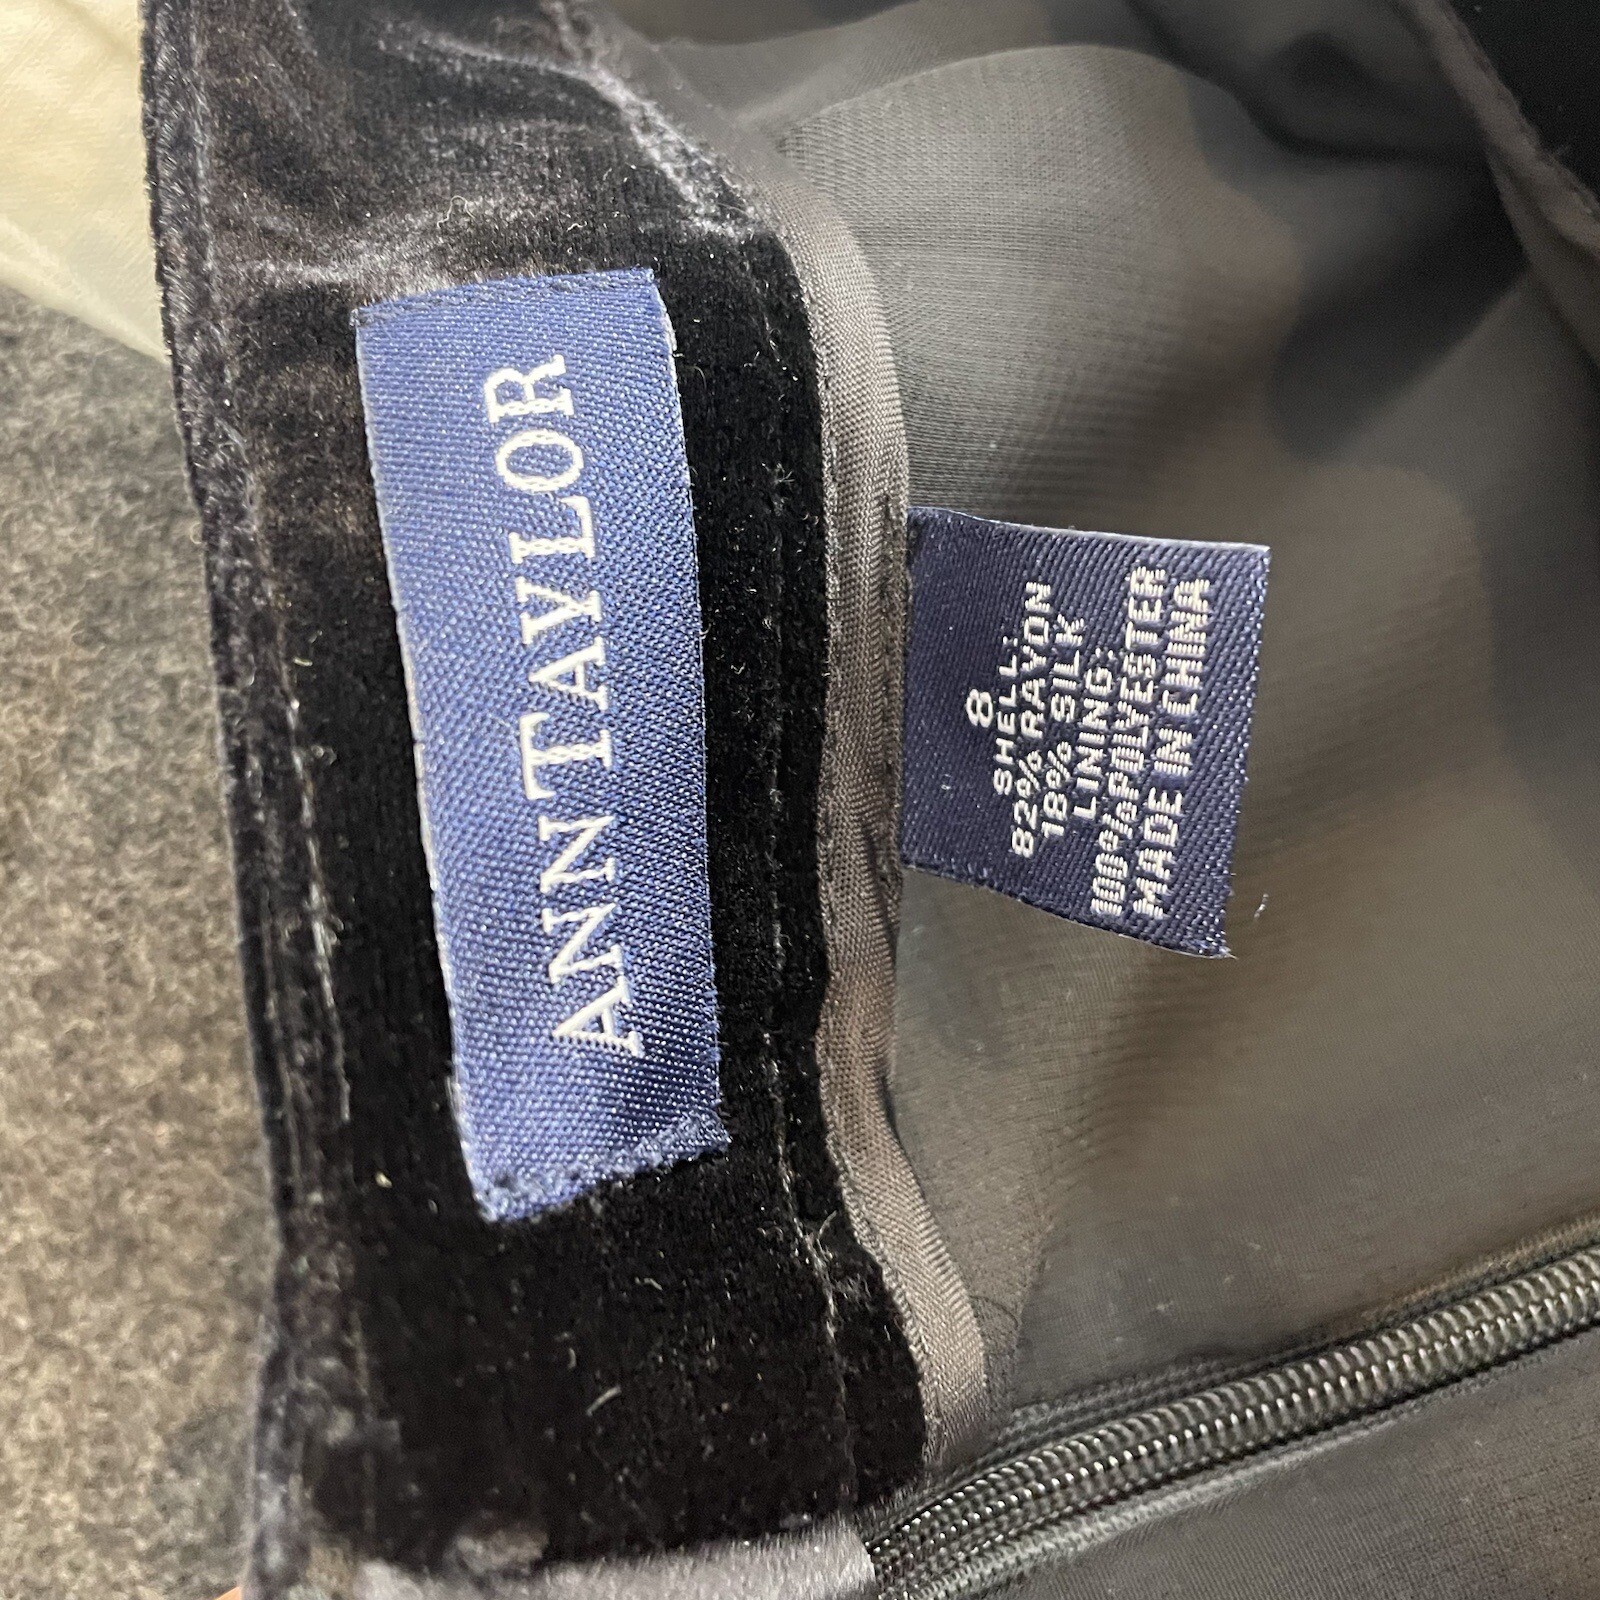 ANN TAYLOR
8
SHELL:
82% RAYON
18% SILK
LINING:
100% POLYESTER
MADE IN CHINA